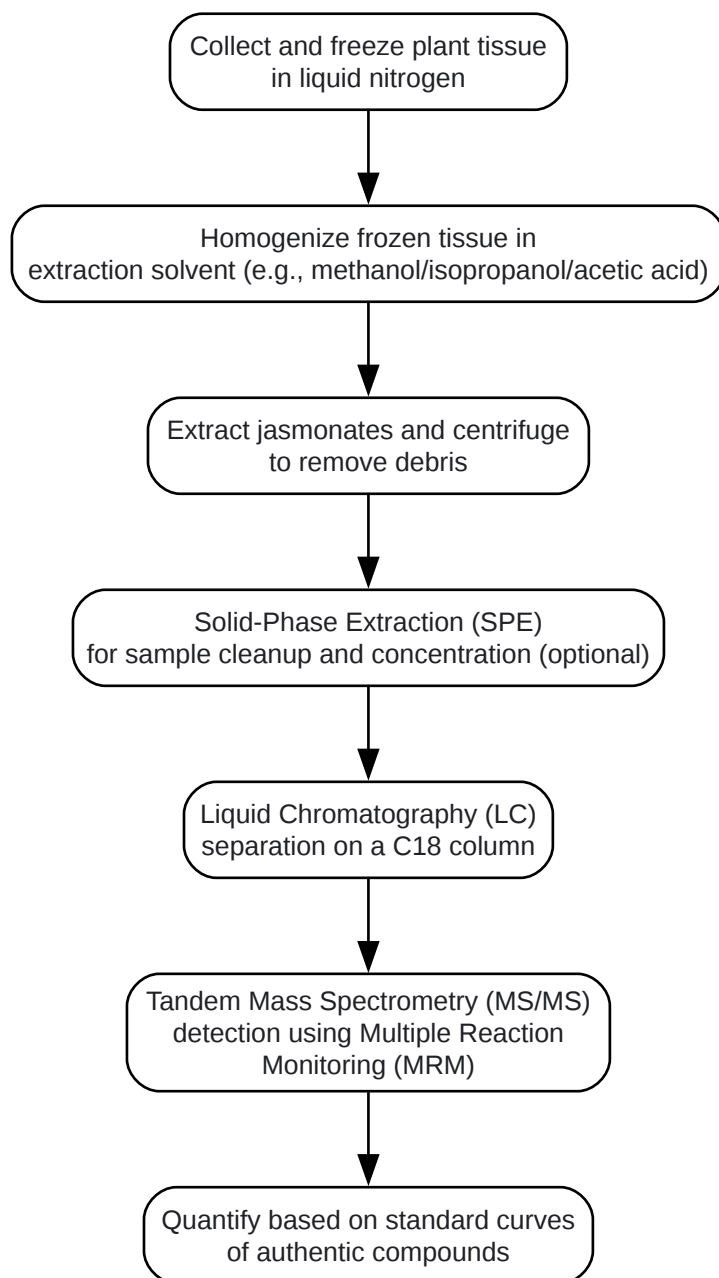 Collect and freeze plant tissue
in liquid nitrogen
Homogenize frozen tissue in
extraction solvent (e.g., methanol/isopropanol/acetic acid)
Extract jasmonates and centrifuge
to remove debris
Solid-Phase Extraction (SPE)
for sample cleanup and concentration (optional)
Liquid Chromatography (LC)
separation on a C18 column
Tandem Mass Spectrometry (MS/MS)
detection using Multiple Reaction
Monitoring (MRM)
Quantify based on standard curves
of authentic compounds